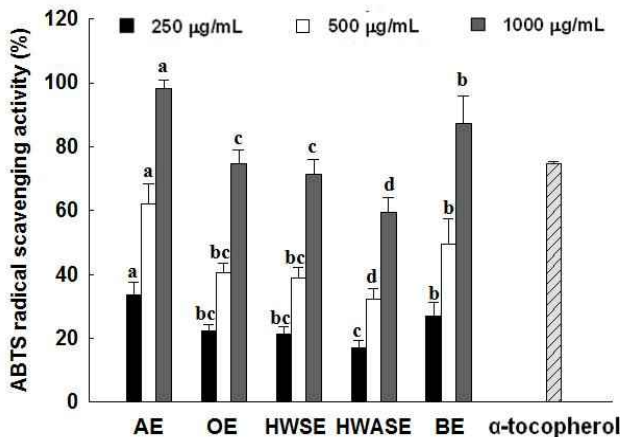 ABTS radical scavenging activity (%)
120
100
80
60
40
20
0
250 μg/mL 500 μg/mL 1000 μg/mL
a a a
bc bc c
bc bc c
c d d
b b b
AE OE HWSE HWASE BE α-tocopherol